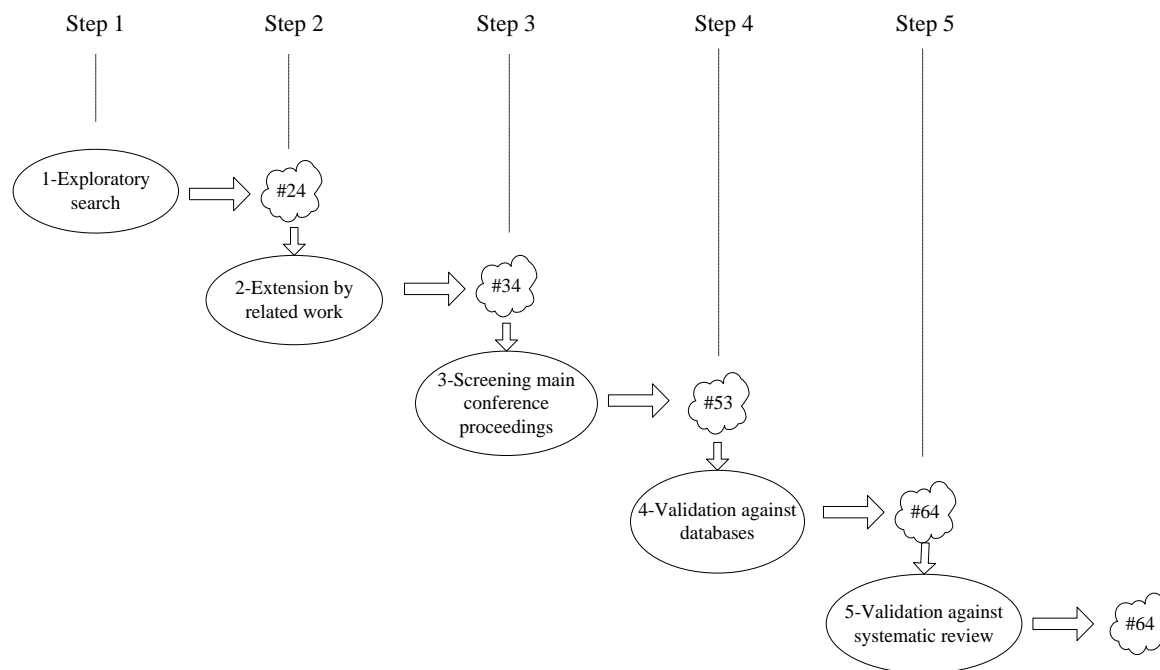 Step 1
Step 2
Step 3
Step 4
Step 5
1-Exploratory
search
#24
2-Extension by
related work
#34
3-Screening main
conference
proceedings
#53
4-Validation against
databases
#64
5-Validation against
systematic review
#64